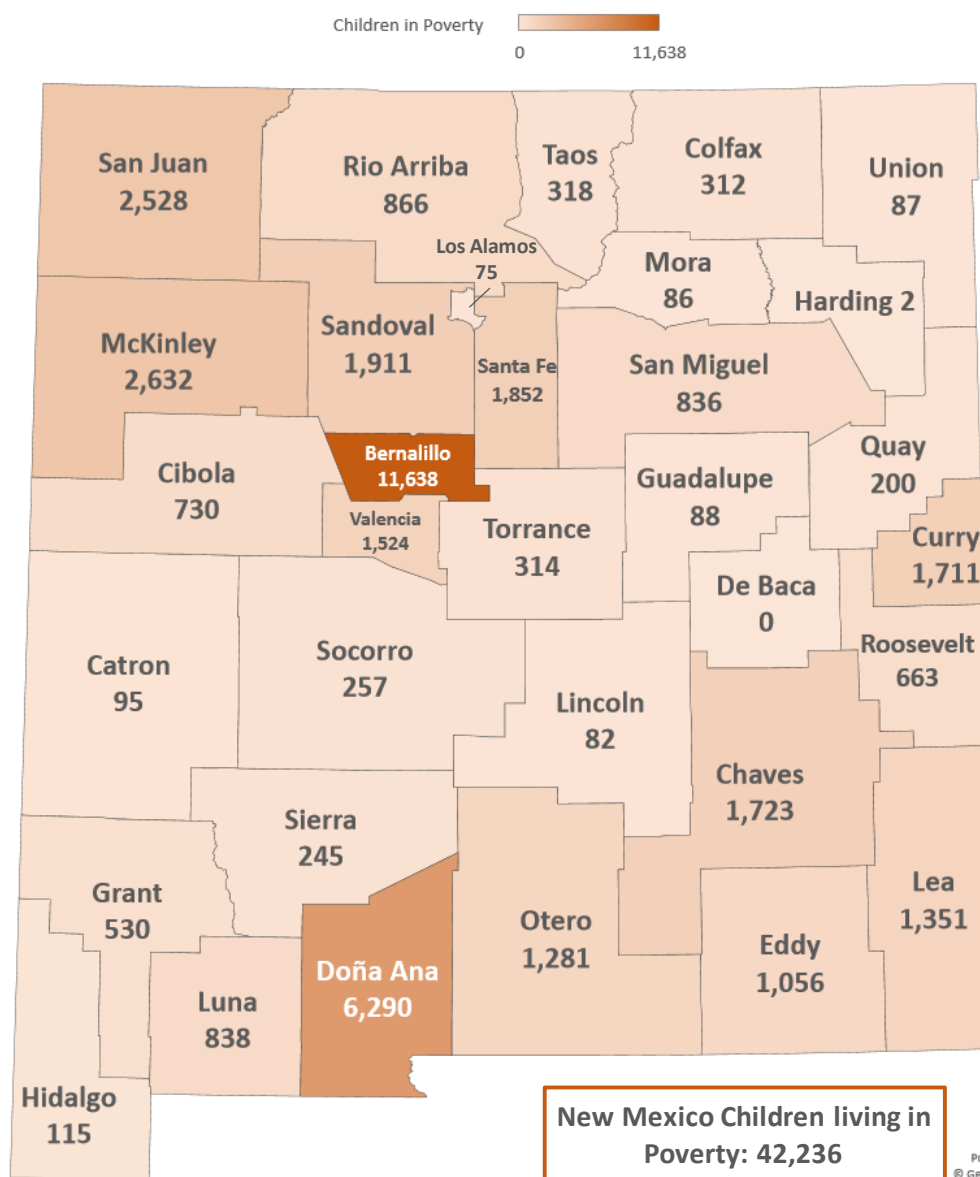 Children in Poverty
0 11,638
San Juan
2,528
Rio Arriba
866
Taos
318
Colfax
312
Union
87
Los Alamos
75
Mora
86
Harding 2
McKinley
2,632
Sandoval
1,911
Santa Fe
1,852
San Miguel
836
Cibola
730
Bernalillo
11,638
Valencia
1,524
Torrance
314
Guadalupe
88
Quay
200
Curry
1,711
De Baca
0
Roosevelt
663
Catron
95
Socorro
257
Lincoln
82
Chaves
1,723
Sierra
245
Grant
530
Doña Ana
6,290
Otero
1,281
Eddy
1,056
Lea
1,351
Luna
838
Hidalgo
115
New Mexico Children living in
Poverty: 42,236
©